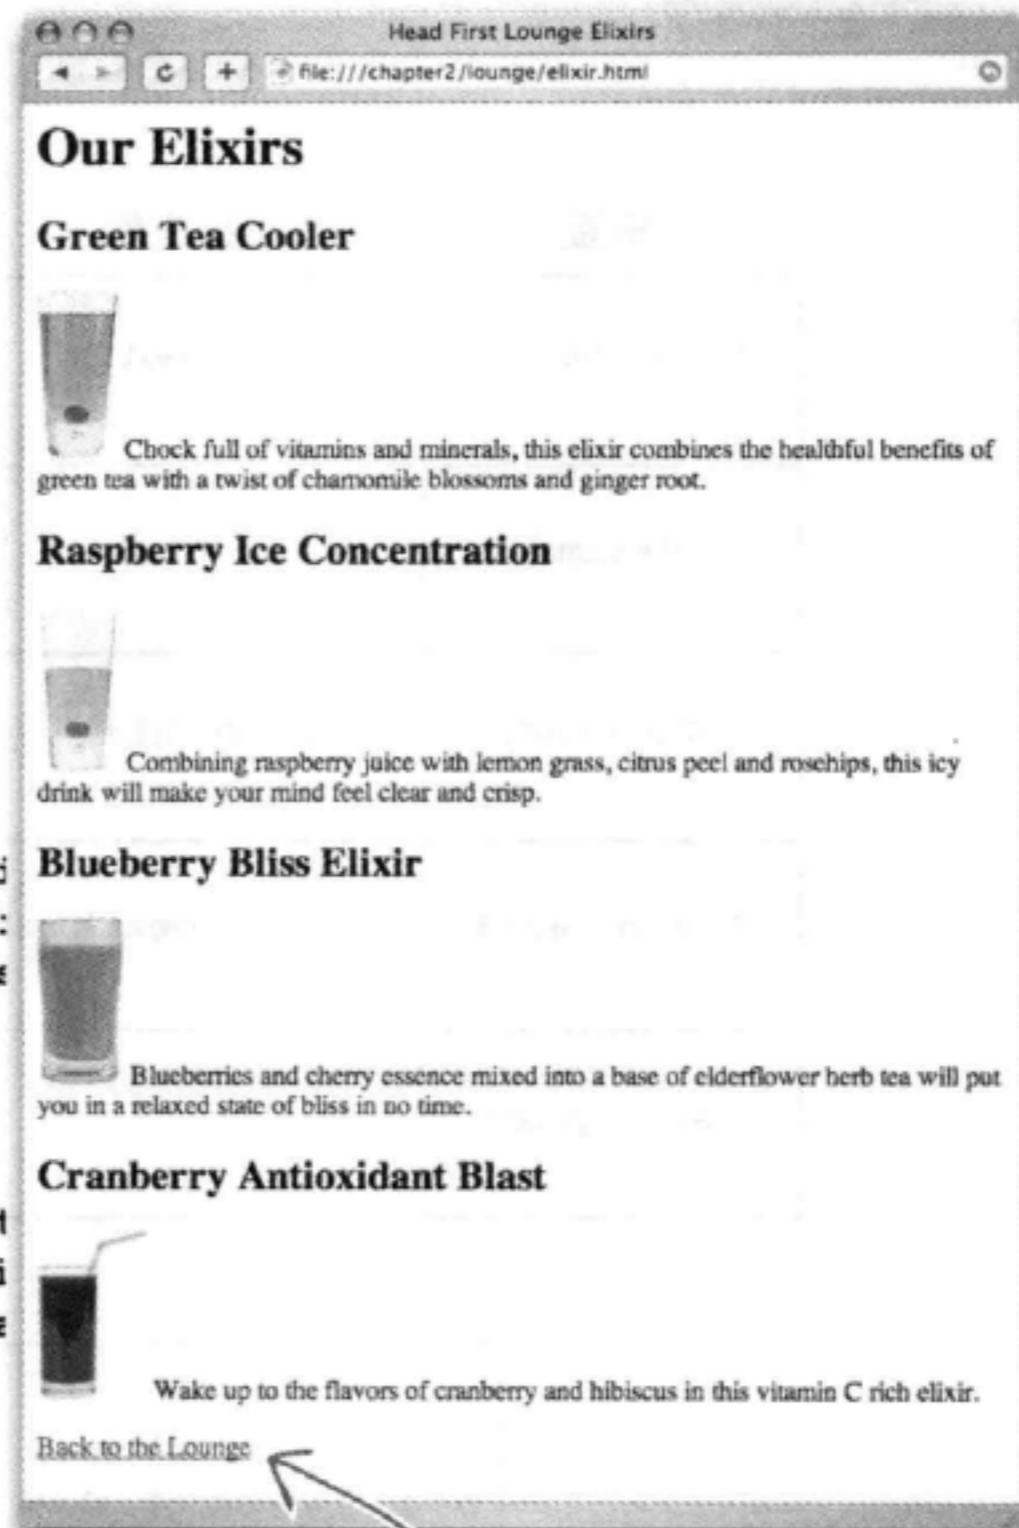 Head First Lounge Elixirs
file:///chapter2/lounge/elixir.html
Our Elixirs
Green Tea Cooler
Chock full of vitamins and minerals, this elixir combines the healthful benefits of
green tea with a twist of chamomile blossoms and ginger root.
Raspberry Ice Concentration
Combining raspberry juice with lemon grass, citrus peel and rosehips, this icy
drink will make your mind feel clear and crisp.
Blueberry Bliss Elixir
Blueberries and cherry essence mixed into a base of elderflower herb tea will put
you in a relaxed state of bliss in no time.
Cranberry Antioxidant Blast
Wake up to the flavors of cranberry and hibiscus in this vitamin C rich elixir.
Back to the Lounge